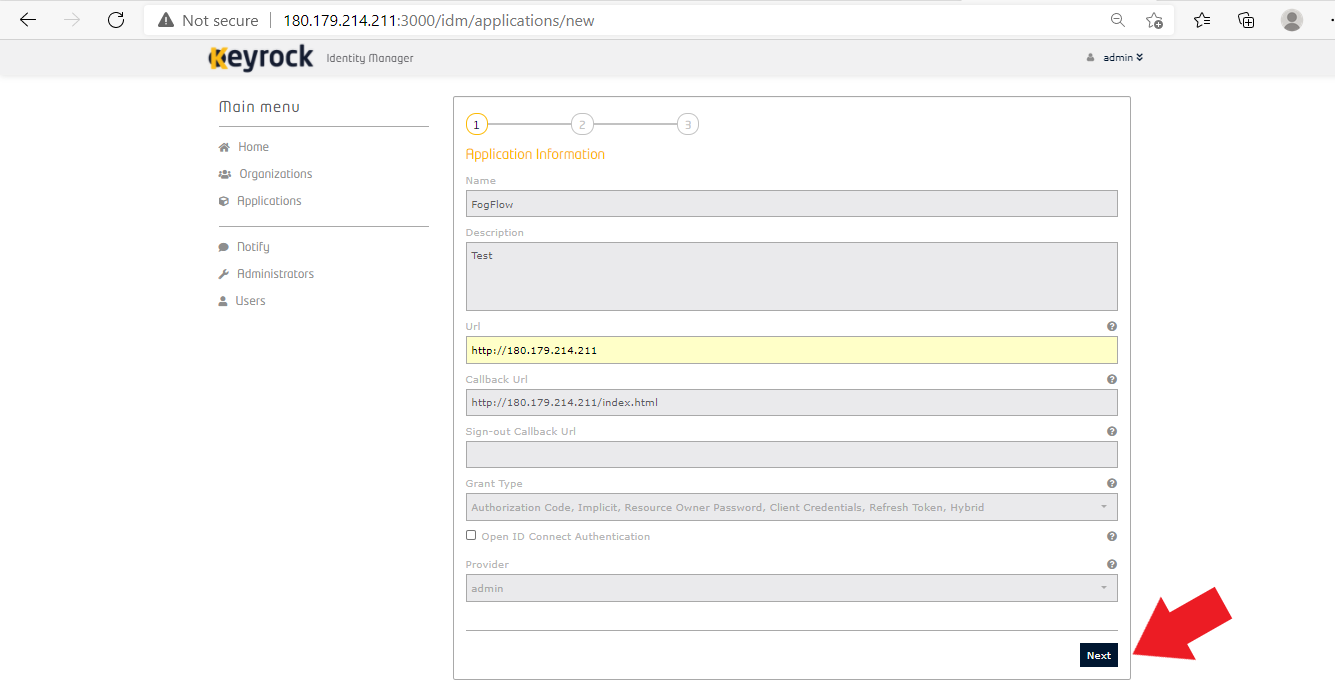 Not secure | 180.179.214.211:3000/idm/applications/new
Keyrock Identity Manager
admin
Main menu
Home
Organizations
Applications
Notify
Administrators
Users
1 2 3
Application Information
Name
FogFlow
Description
Test
Url
http://180.179.214.211
Callback Url
http://180.179.214.211/index.html
Sign-out Callback Url
Grant Type
Authorization Code, Implicit, Resource Owner Password, Client Credentials, Refresh Token, Hybrid
Open ID Connect Authentication
Provider
admin
Next